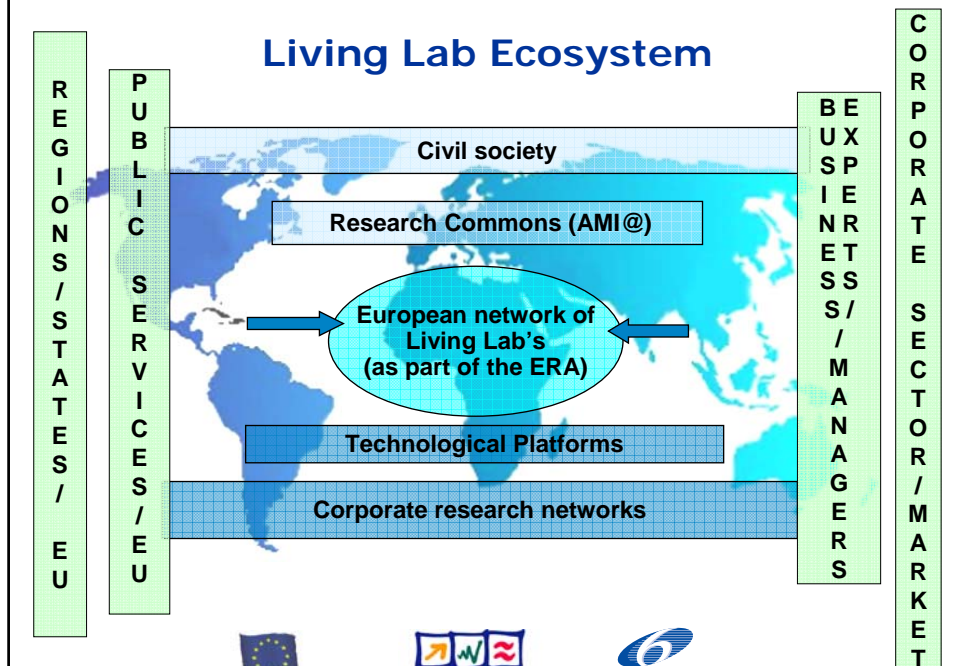 Living Lab Ecosystem
REGIONS/STATES/ EU
PUBLIC SERVICES/EU
Civil society
Research Commons (AMI@)
European network of
Living Lab's
(as part of the ERA)
Technological Platforms
Corporate research networks
BUSINESS/MANAGERS
EXPERTS/
CORPORATE SECTOR/MARKET
6